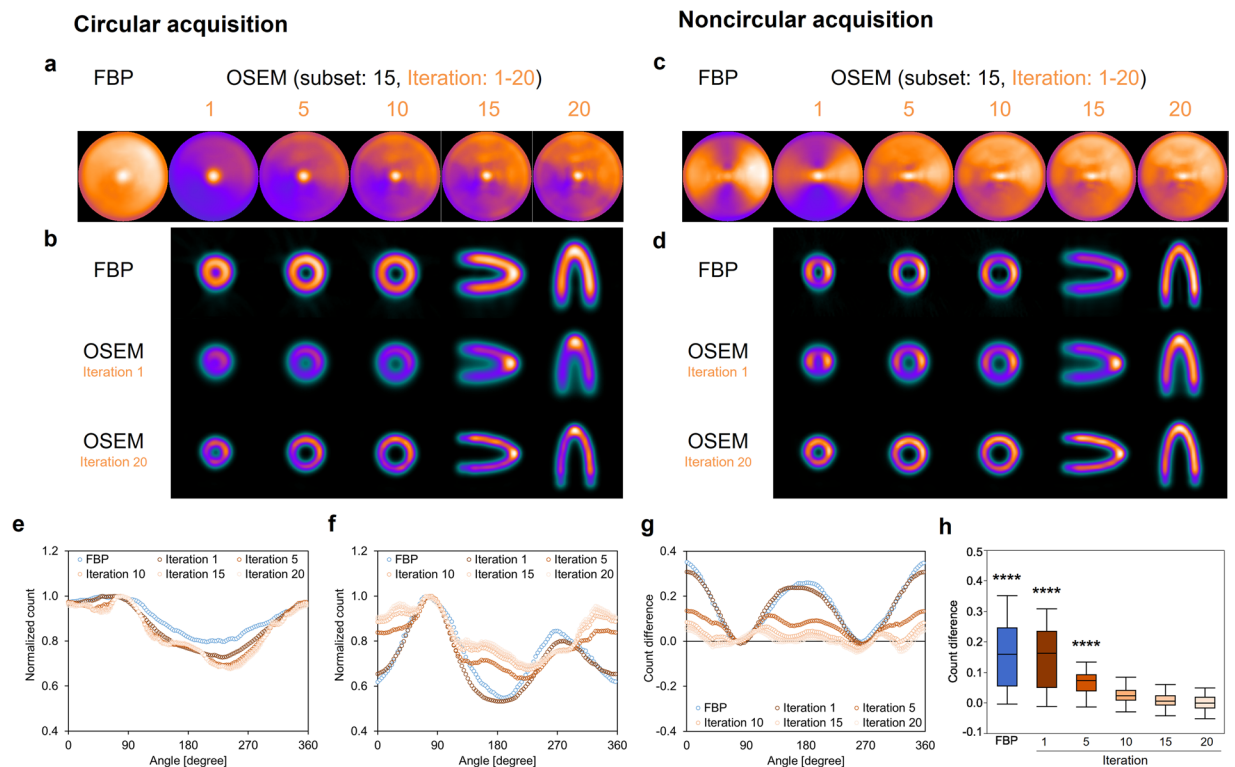 Circular acquisition
Noncircular acquisition
a
FBP
OSEM (subset: 15, Iteration: 1-20)
1 5 10 15 20
c
FBP
OSEM (subset: 15, Iteration: 1-20)
1 5 10 15 20
b
FBP
OSEM
Iteration 1
OSEM
Iteration 20
d
FBP
OSEM
Iteration 1
OSEM
Iteration 20
e
Normalized count
1.2
1.0
0.8
0.6
0.4
FBP Iteration 1 Iteration 5
Iteration 10 Iteration 15 Iteration 20
0 90 180 270 360
Angle [degree]
f
Normalized count
1.2
1.0
0.8
0.6
0.4
FBP Iteration 1 Iteration 5
Iteration 10 Iteration 15 Iteration 20
0 90 180 270 360
Angle [degree]
g
Count difference
0.4
0.2
0.0
-0.2
-0.4
FBP Iteration 1 Iteration 5
Iteration 10 Iteration 15 Iteration 20
0 90 180 270 360
Angle [degree]
h
Count difference
0.5
0.4
0.3
0.2
0.1
0.0
-0.1
**** **** ****
FBP 1 5 10 15 20
Iteration